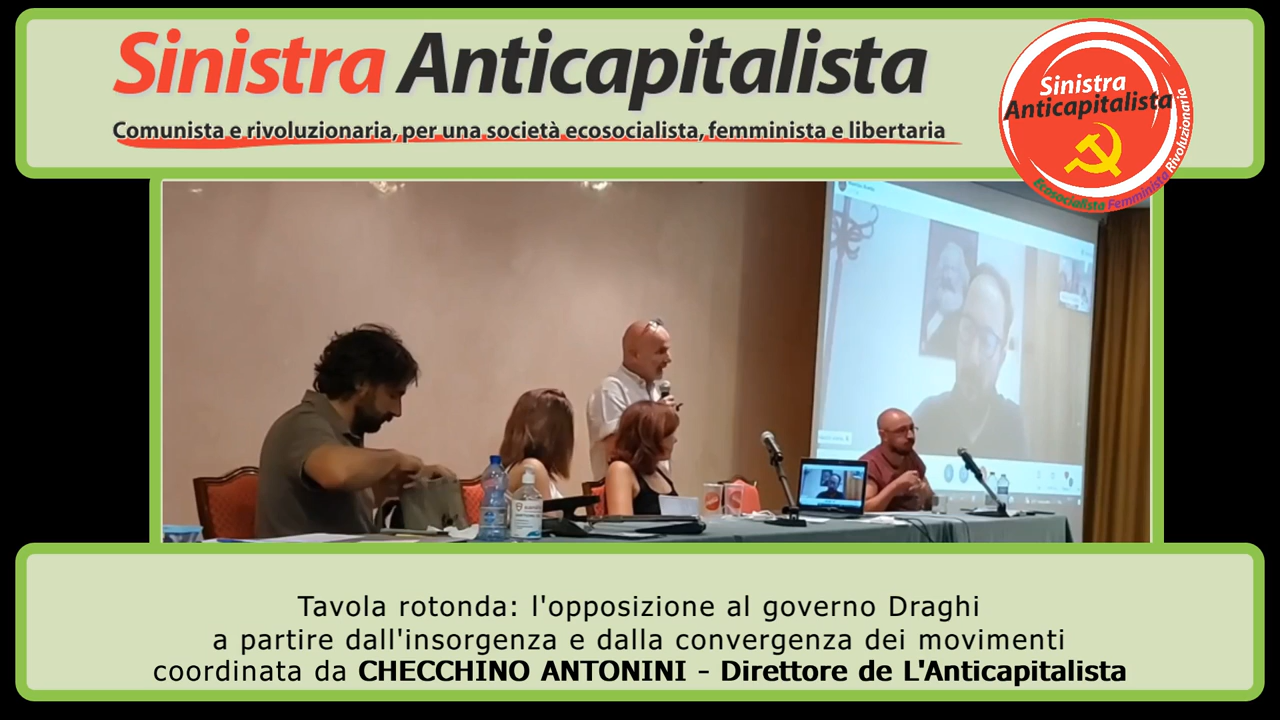 Sinistra Anticapitalista
Comunista e rivoluzionaria, per una società ecosocialista, femminista e libertaria
Sinistra
Anticapitalista
Ecosocialista Femminista Rivoluzionaria
Tavola rotonda: l'opposizione al governo Draghi
a partire dall'insorgenza e dalla convergenza dei movimenti
coordinata da CHECCHINO ANTONINI - Direttore de L'Anticapitalista